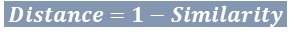 Distance = 1 − Similarity